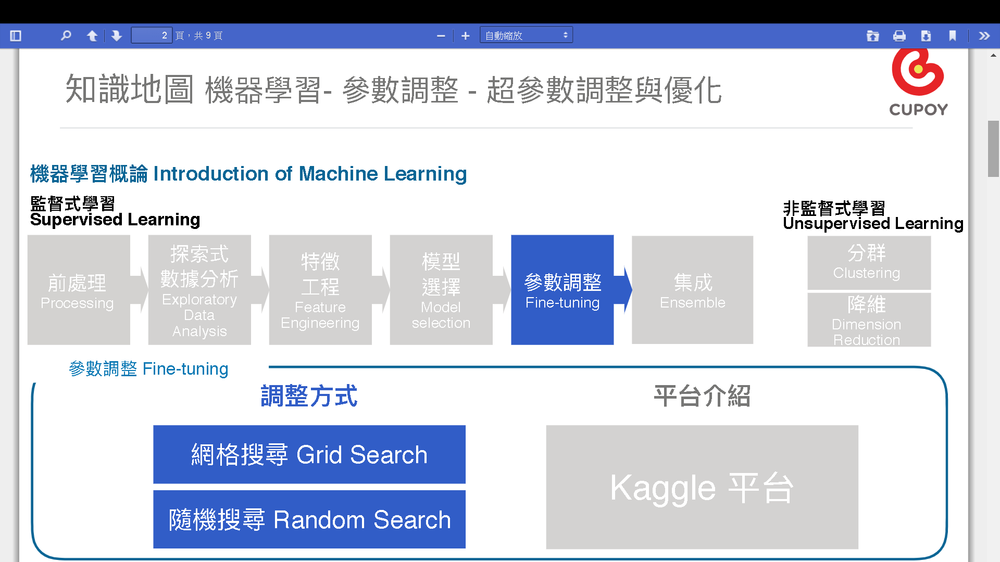 2 頁，共 9 頁
自動縮放
知識地圖 機器學習- 參數調整 - 超參數調整與優化
CUPOY
機器學習概論 Introduction of Machine Learning
監督式學習
Supervised Learning
非監督式學習
Unsupervised Learning
前處理
Processing
探索式
數據分析
Exploratory
Data
Analysis
特徵
工程
Feature
Engineering
模型
選擇
Model
selection
參數調整
Fine-tuning
集成
Ensemble
分群
Clustering
降維
Dimension
Reduction
參數調整 Fine-tuning
調整方式
網格搜尋 Grid Search
隨機搜尋 Random Search
平台介紹
Kaggle 平台